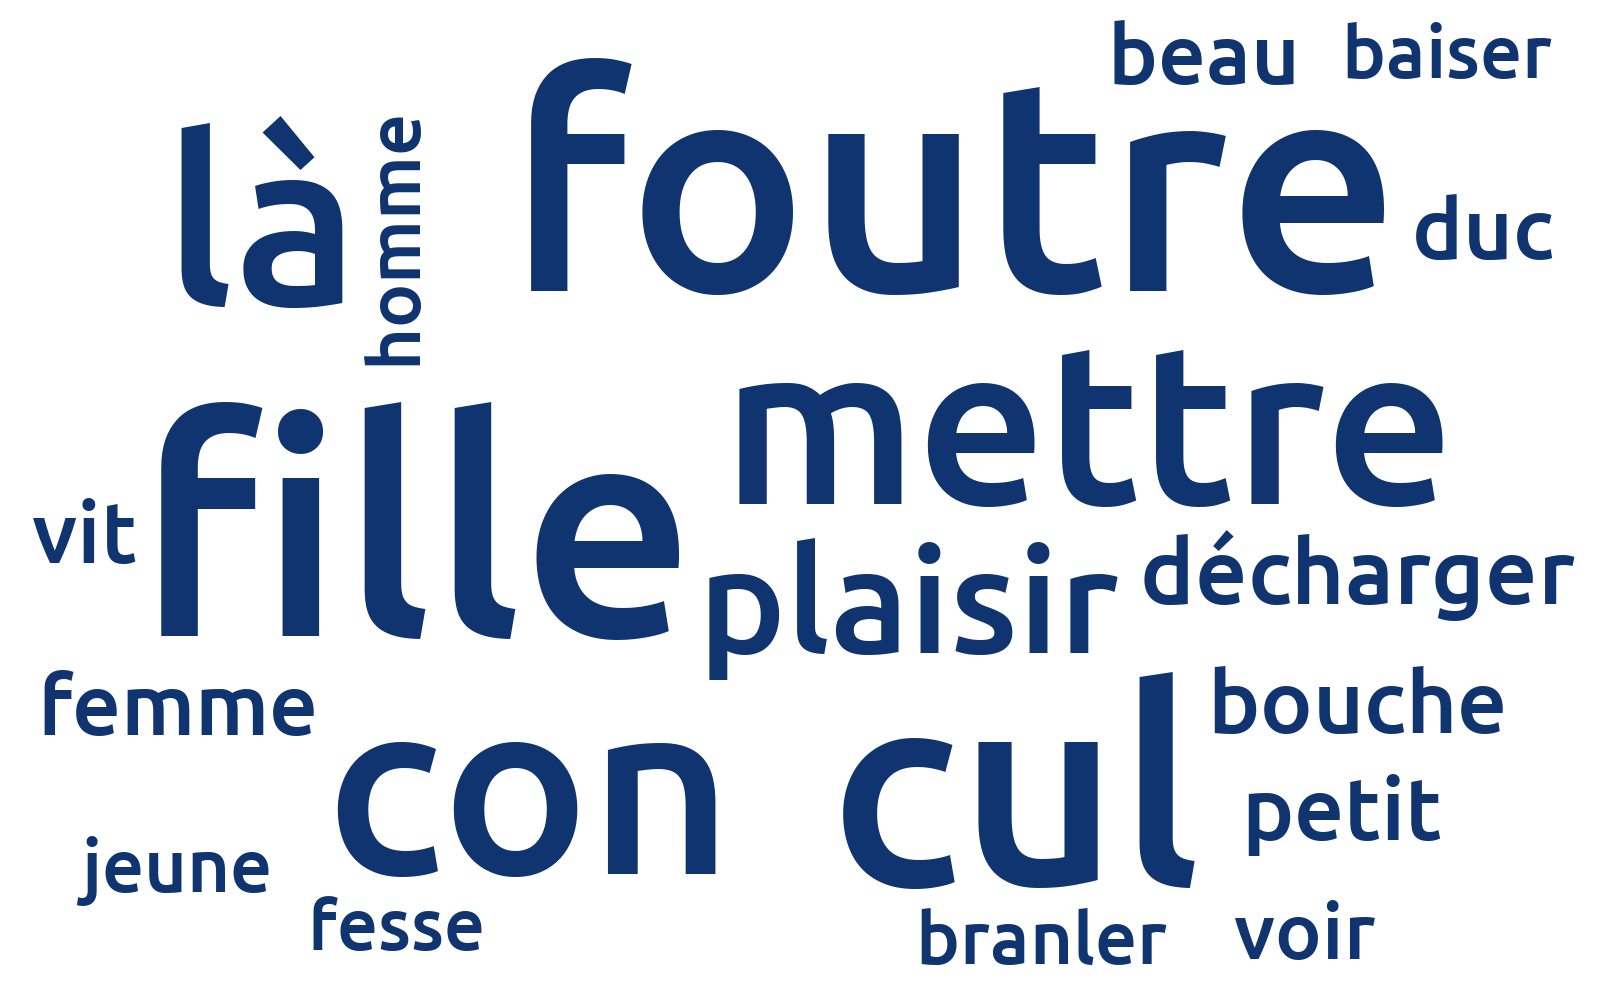 beau
baiser
là
homme
foutre
duc
mettre
fille
vit
plaisir
décharger
femme
con
cul
bouche
petit
jeune
fesse
branler
voir